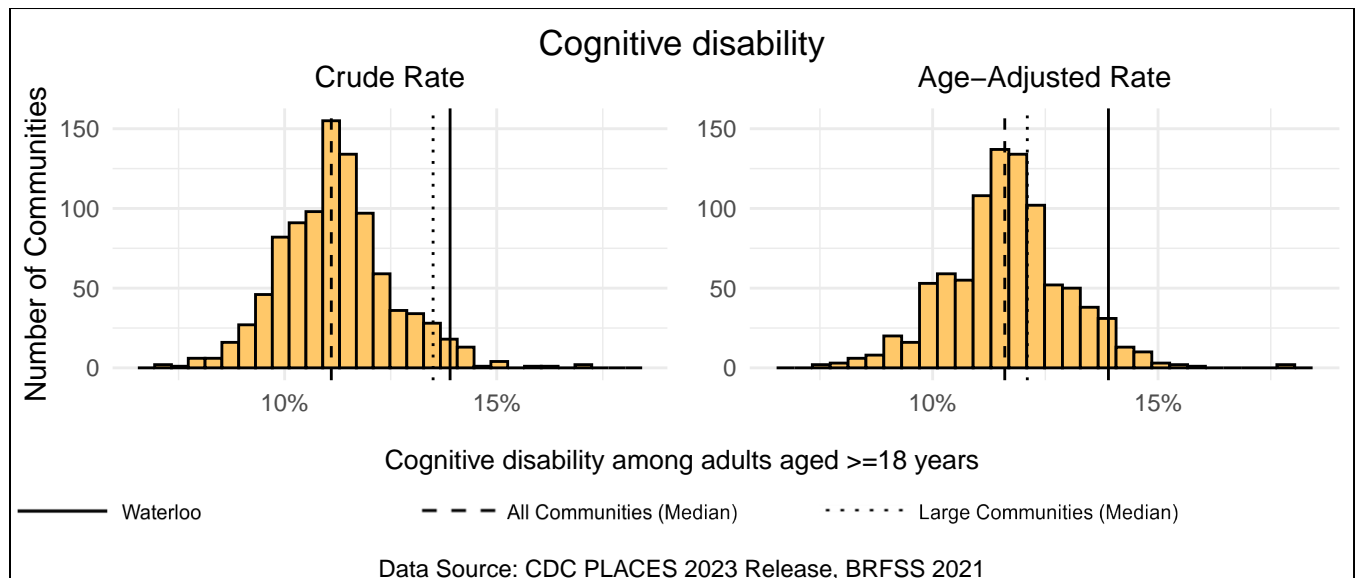 Cognitive disability
Crude Rate
Age−Adjusted Rate
Number of Communities
150
100
50
0
10%
15%
150
100
50
0
10%
15%
Cognitive disability among adults aged >=18 years
Waterloo
All Communities (Median)
Large Communities (Median)
Data Source: CDC PLACES 2023 Release, BRFSS 2021